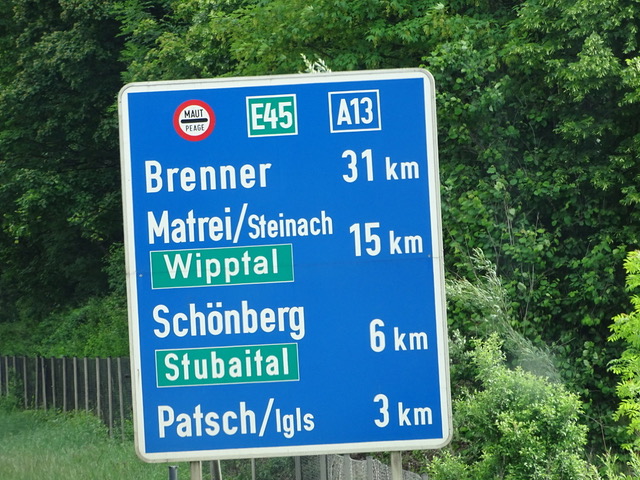 MAUT
PEAGE
E45 A13
Brenner 31 km
Matrei/Steinach 15 km
Wipptal
Schönberg 6 km
Stubaital
Patsch/Igls 3 km